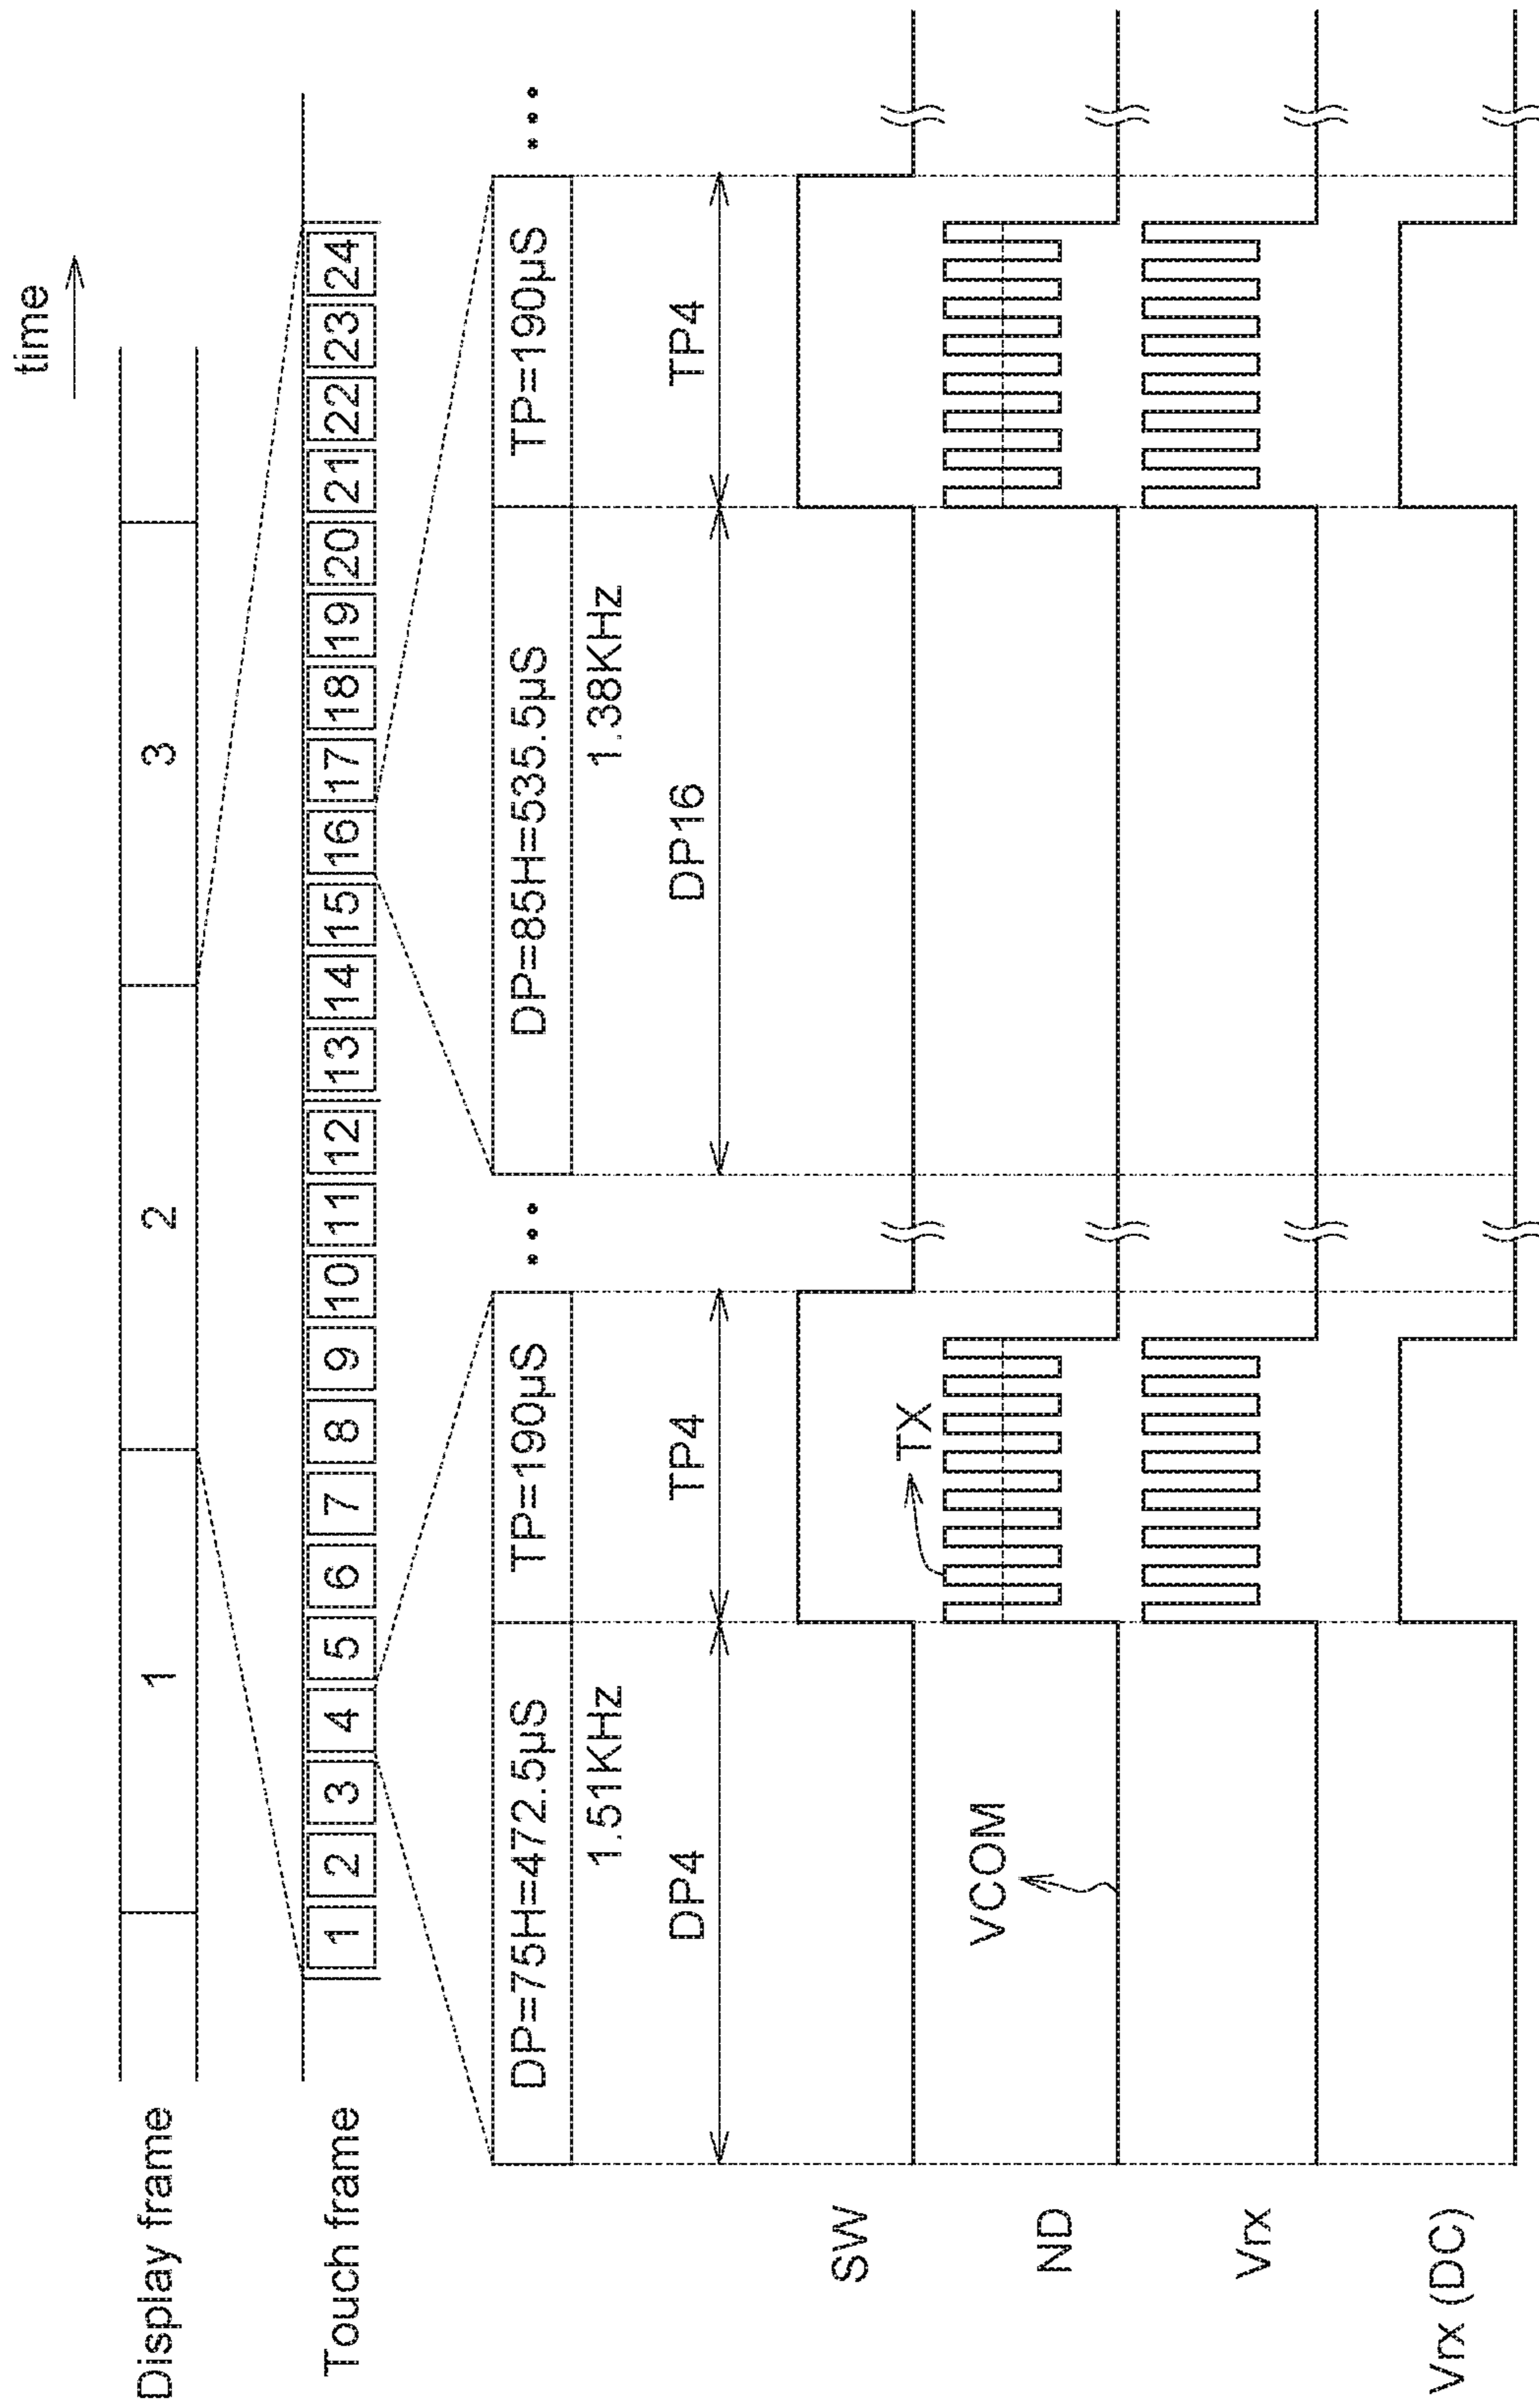 time
Display frame
1
2
3
Touch frame
1 2 3 4 5 6 7 8 9 10 11 12 13 14 15 16 17 18 19 20 21 22 23 24
DP=75H=472.5µS TP=190µS ••• DP=85H=535.5µS TP=190µS •••
1.51KHz 1.38KHz
DP4 TP4 DP16 TP4
SW
TX
ND
VCOM
Vrx
Vrx (DC)